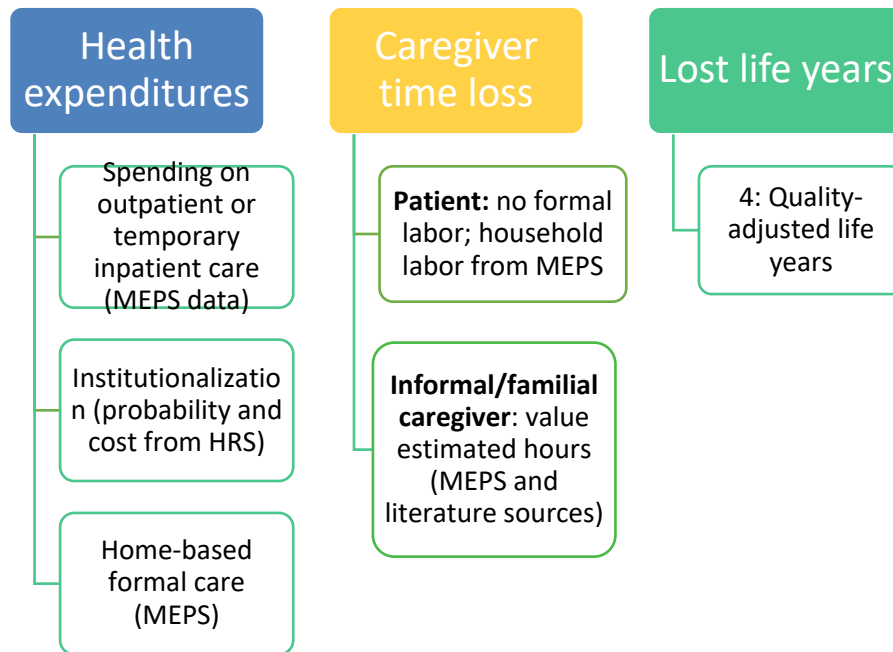 Health
expenditures
Spending on
outpatient or
temporary
inpatient care
(MEPS data)
Institutionalizatio
n (probability and
cost from HRS)
Home-based
formal care
(MEPS)
Caregiver
time loss
Patient: no formal
labor; household
labor from MEPS
Informal/familial
caregiver: value
estimated hours
(MEPS and
literature sources)
Lost life years
4: Quality-
adjusted life
years